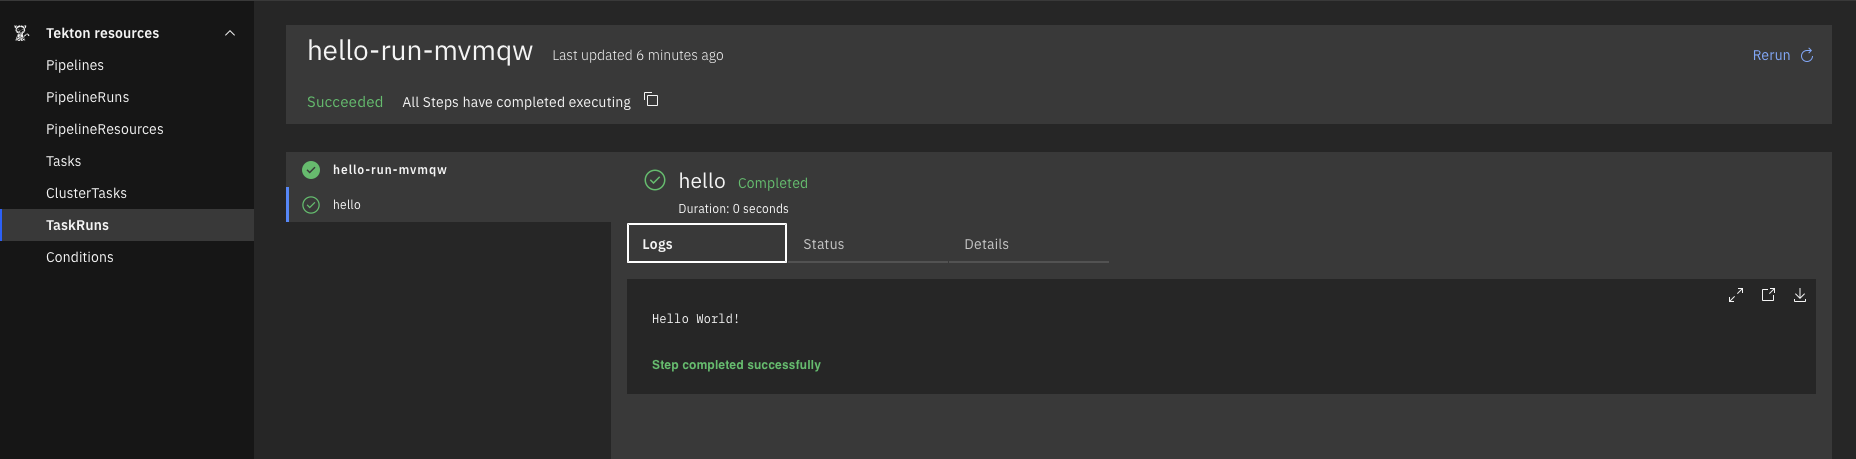 Tekton resources
Pipelines
PipelineRuns
PipelineResources
Tasks
ClusterTasks
TaskRuns
Conditions
hello-run-mvmqw Last updated 6 minutes ago
Rerun
Succeeded All Steps have completed executing
hello-run-mvmqw
hello
hello Completed
Duration: 0 seconds
Logs Status Details
Hello World!
Step completed successfully